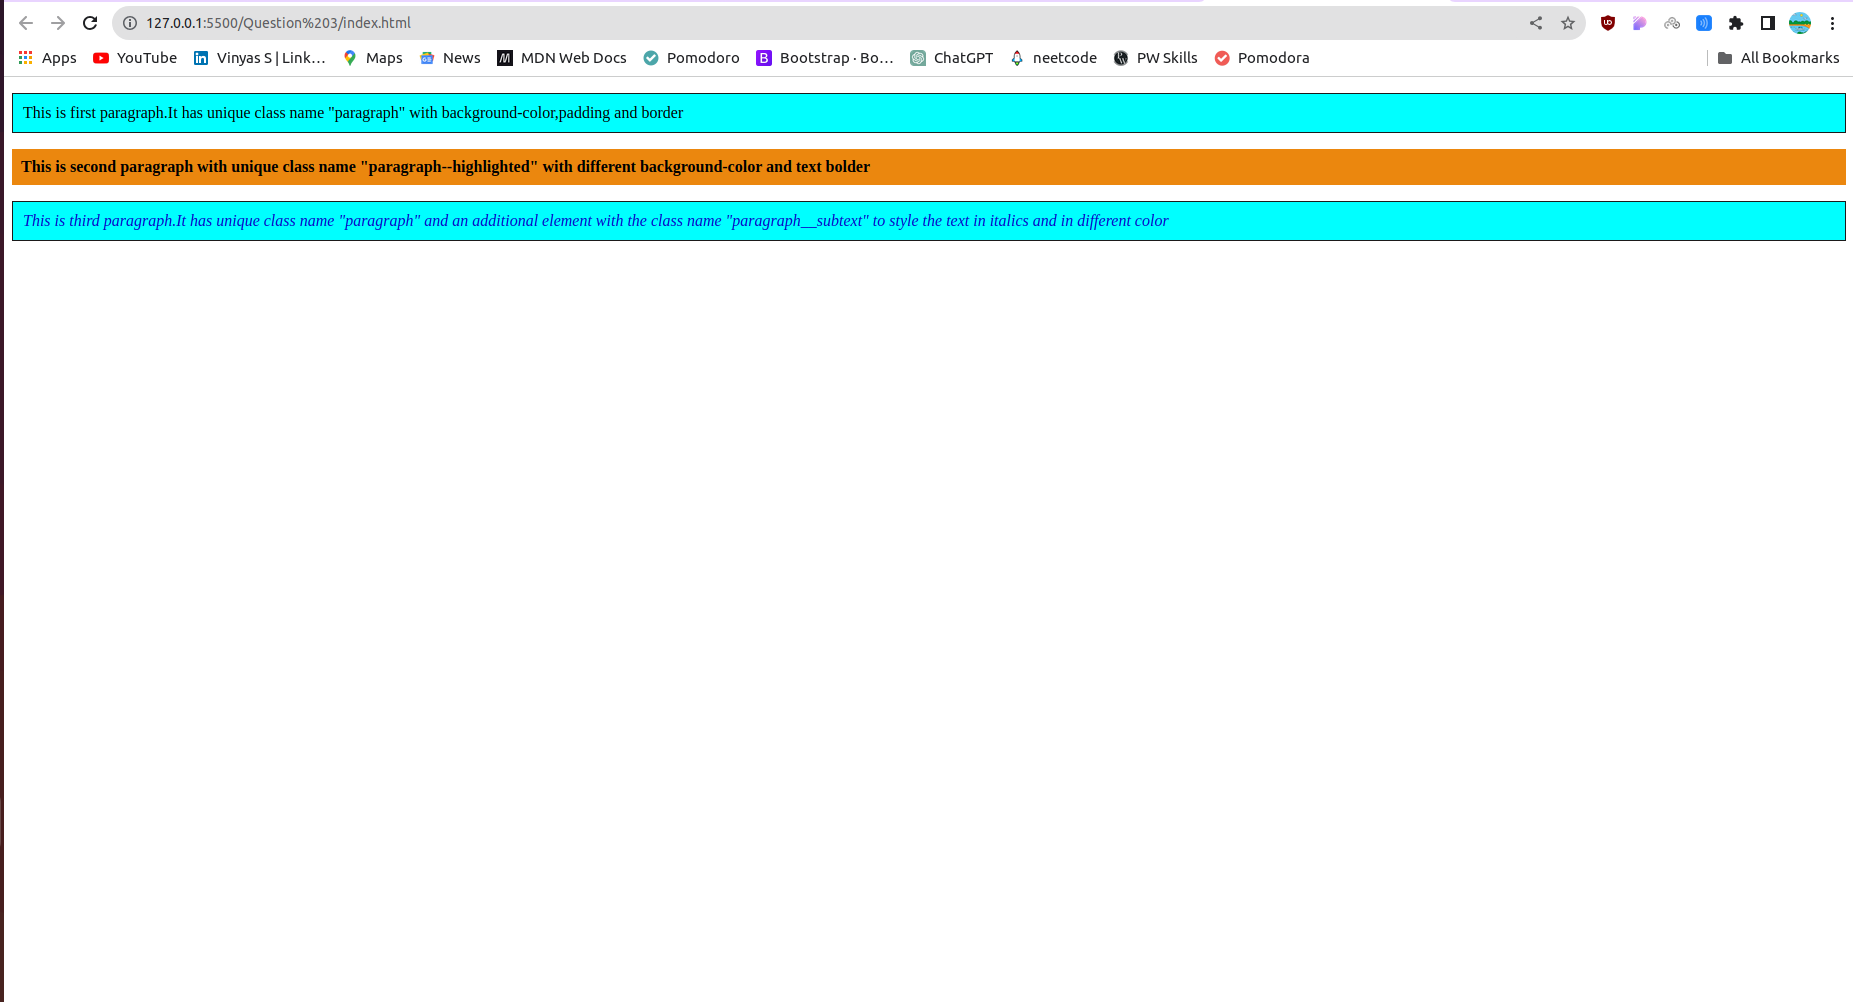 127.0.0.1:5500/Question%203/index.html
Apps YouTube Vinyas S | Link... Maps News MDN Web Docs Pomodoro Bootstrap · Bo... ChatGPT neetcode PW Skills Pomodora All Bookmarks
This is first paragraph.It has unique class name "paragraph" with background-color,padding and border
This is second paragraph with unique class name "paragraph--highlighted" with different background-color and text bolder
This is third paragraph.It has unique class name "paragraph" and an additional element with the class name "paragraph__subtext" to style the text in italics and in different color